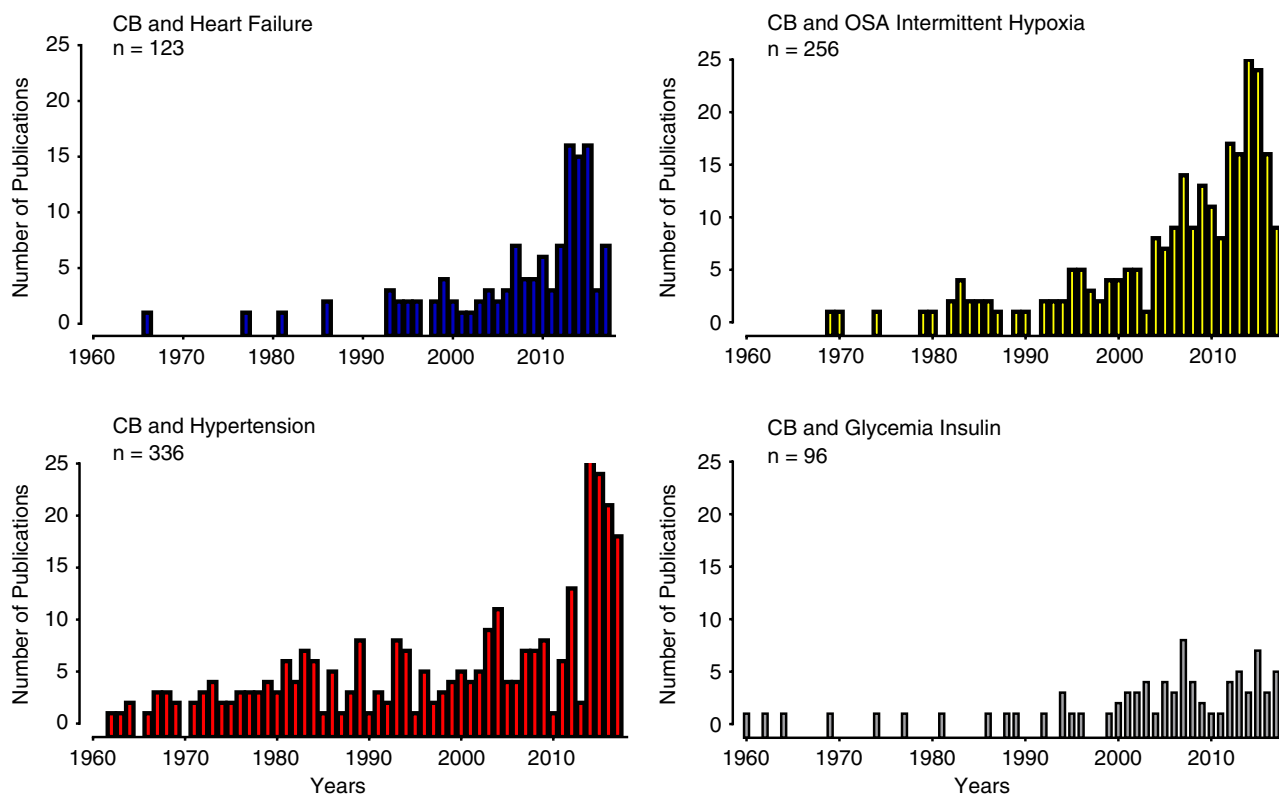 CB and Heart Failure
n = 123
25
20
15
10
5
0
Number of Publications
1960 1970 1980 1990 2000 2010
CB and OSA Intermittent Hypoxia
n = 256
25
20
15
10
5
0
Number of Publications
1960 1970 1980 1990 2000 2010
CB and Hypertension
n = 336
25
20
15
10
5
0
Number of Publications
1960 1970 1980 1990 2000 2010
Years
CB and Glycemia Insulin
n = 96
25
20
15
10
5
0
Number of Publications
1960 1970 1980 1990 2000 2010
Years